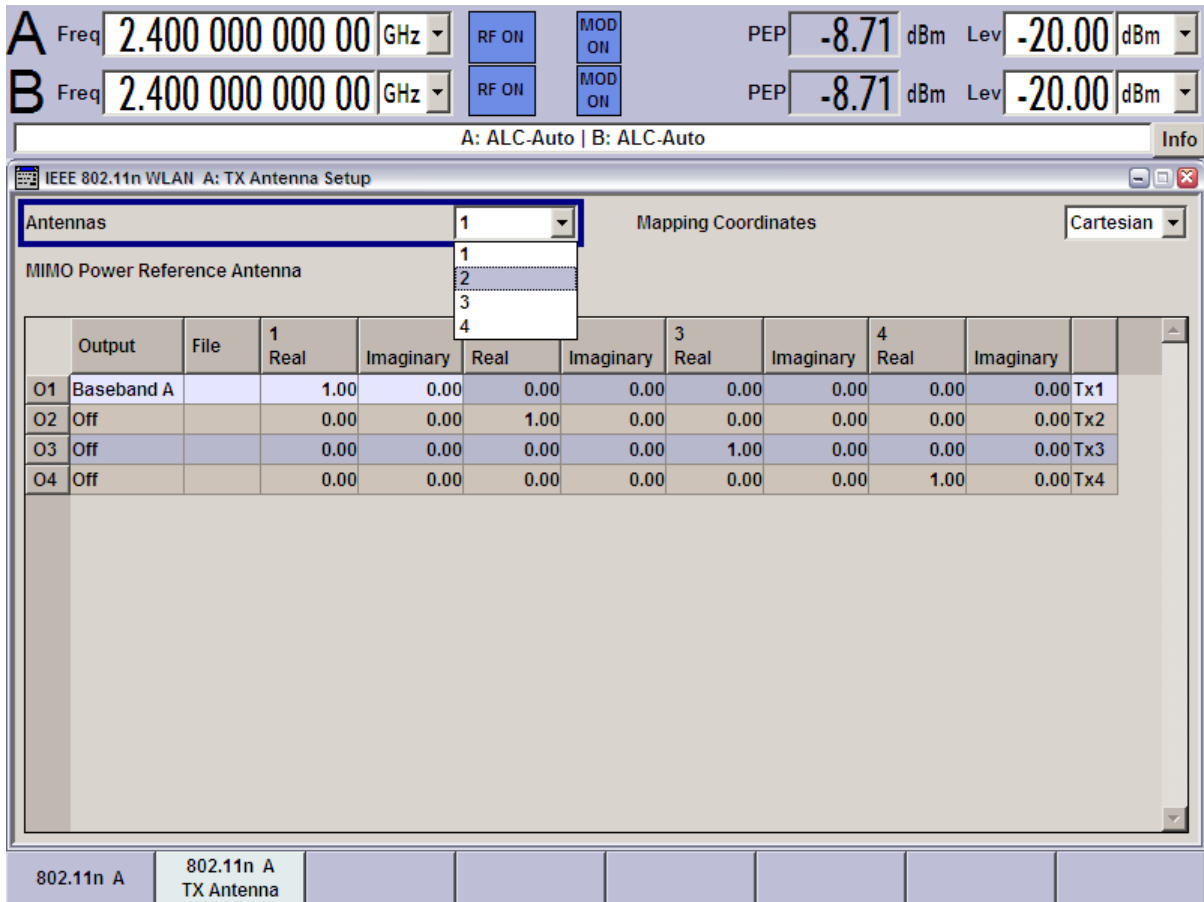 A Freq 2.400 000 000 00 GHz RF ON MOD ON PEP -8.71 dBm Lev -20.00 dBm
B Freq 2.400 000 000 00 GHz RF ON MOD ON PEP -8.71 dBm Lev -20.00 dBm
A: ALC-Auto | B: ALC-Auto Info
IEEE 802.11n WLAN A: TX Antenna Setup
Antennas 1 Mapping Coordinates Cartesian
1
MIMO Power Reference Antenna 2
3
4
Output File 1 Real Imaginary Real Imaginary 3 Real Imaginary 4 Real Imaginary
O1 Baseband A 1.00 0.00 0.00 0.00 0.00 0.00 0.00 0.00 Tx1
O2 Off 0.00 0.00 1.00 0.00 0.00 0.00 0.00 0.00 Tx2
O3 Off 0.00 0.00 0.00 0.00 1.00 0.00 0.00 0.00 Tx3
O4 Off 0.00 0.00 0.00 0.00 0.00 0.00 1.00 0.00 Tx4
802.11n A 802.11n A TX Antenna